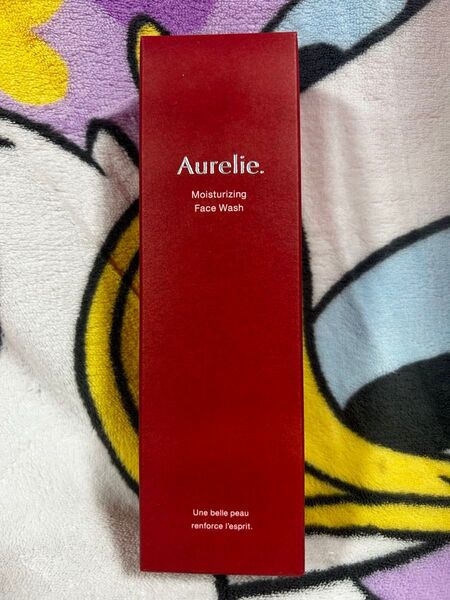 Aurelie.
Moisturizing
Face Wash
Une belle peau
renforce l'esprit.